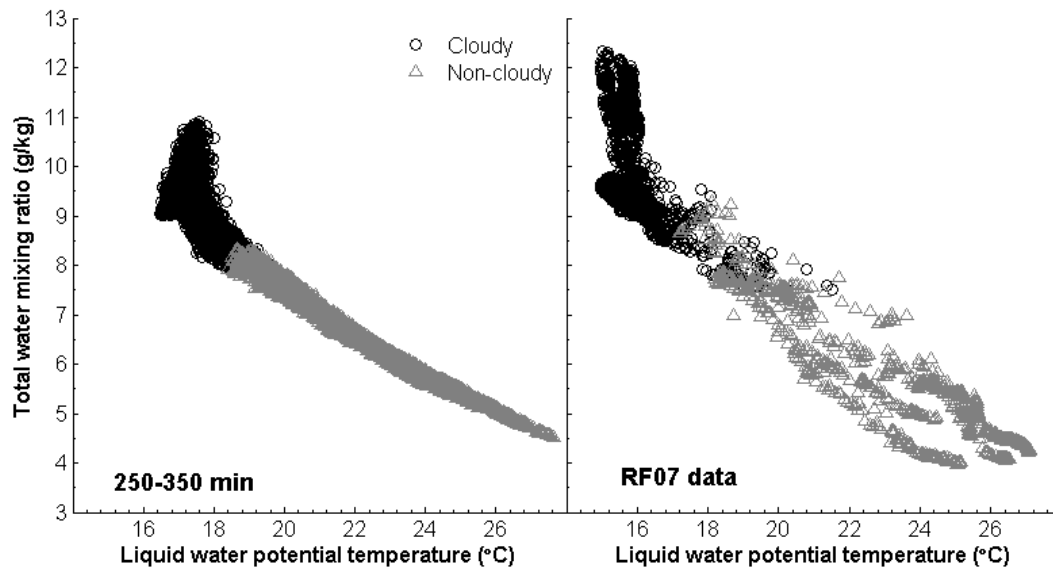 Total water mixing ratio (g/kg)
13
12
11
10
9
8
7
6
5
4
3
Cloudy
Non-cloudy
250-350 min
RF07 data
16 18 20 22 24 26
16 18 20 22 24 26
Liquid water potential temperature (°C)
Liquid water potential temperature (°C)